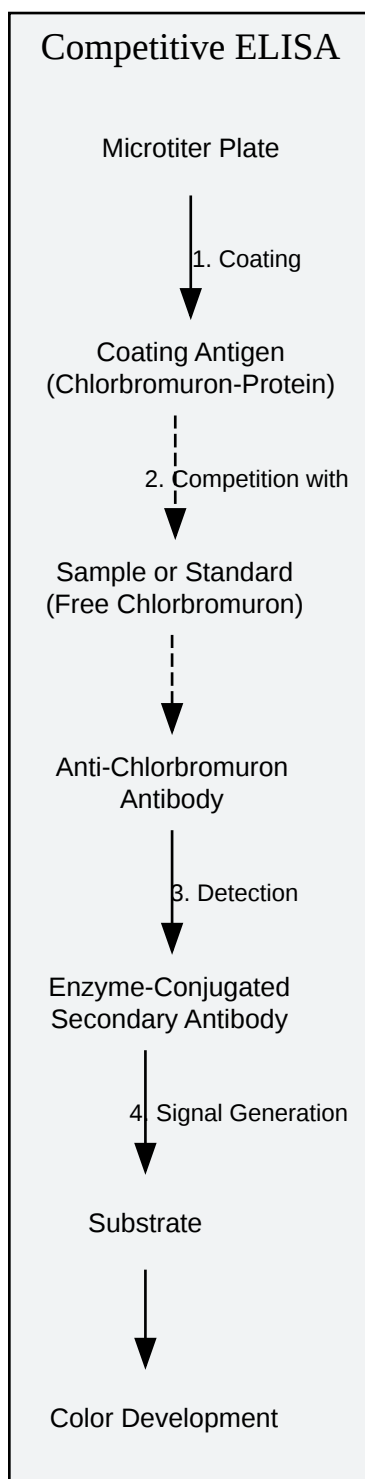 Competitive ELISA
Microtiter Plate
1. Coating
Coating Antigen
(Chlorbromuron-Protein)
2. Competition with
Sample or Standard
(Free Chlorbromuron)
Anti-Chlorbromuron
Antibody
3. Detection
Enzyme-Conjugated
Secondary Antibody
4. Signal Generation
Substrate
Color Development